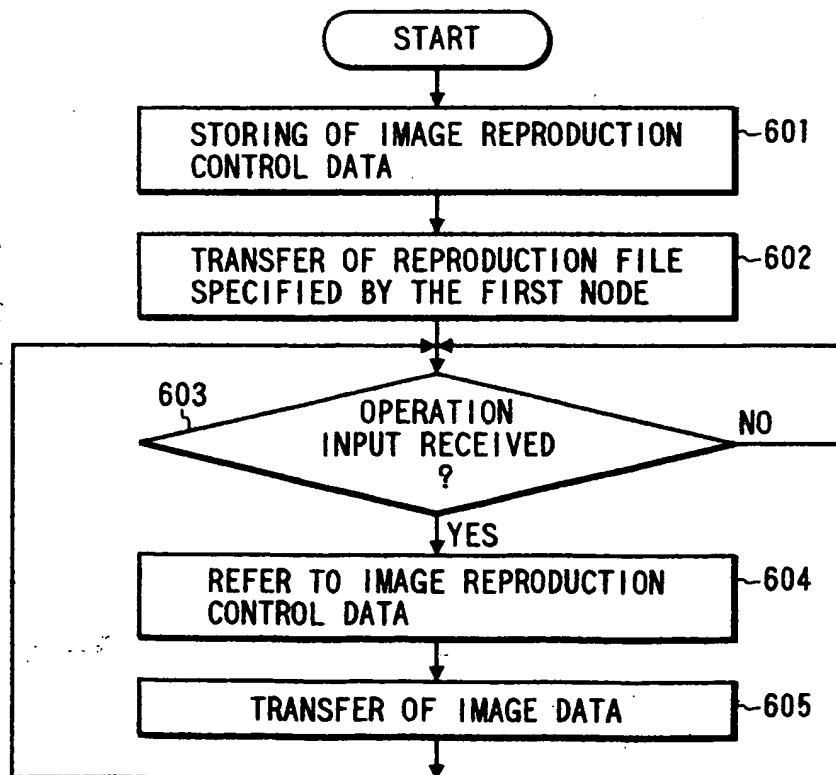 START
STORING OF IMAGE REPRODUCTION
CONTROL DATA
601
TRANSFER OF REPRODUCTION FILE
SPECIFIED BY THE FIRST NODE
602
603
OPERATION
INPUT RECEIVED
?
NO
YES
REFER TO IMAGE REPRODUCTION
CONTROL DATA
604
TRANSFER OF IMAGE DATA
605